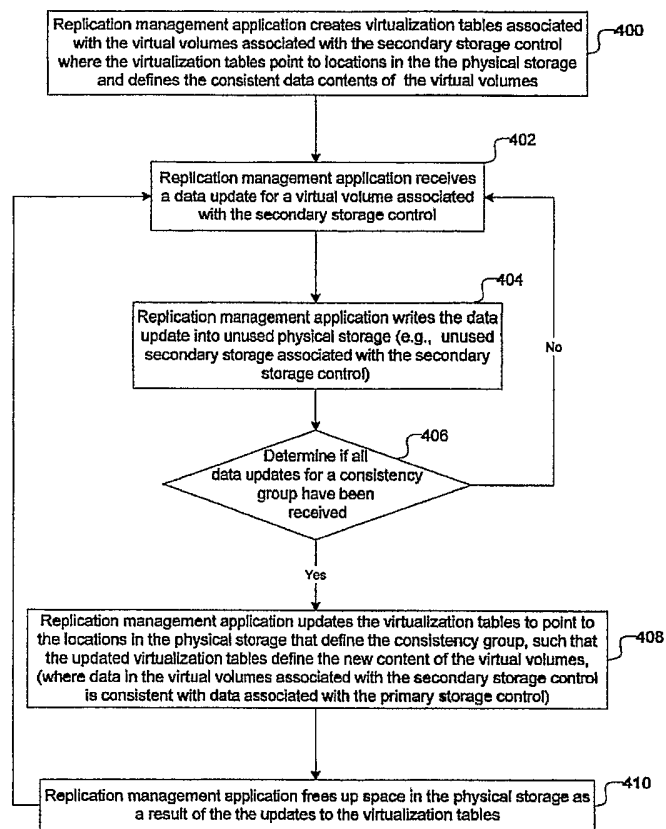 Replication management application creates virtualization tables associated
with the virtual volumes associated with the secondary storage control
where the virtualization tables point to locations in the the physical storage
and defines the consistent data contents of the virtual volumes
400
402
Replication management application receives
a data update for a virtual volume associated
with the secondary storage control
404
Replication management application writes the data
update into unused physical storage (e.g., unused
secondary storage associated with the secondary
storage control)
No
406
Determine if all
data updates for a consistency
group have been
received
Yes
Replication management application updates the virtualization tables to point to
the locations in the physical storage that define the consistency group, such that
the updated virtualization tables define the new content of the virtual volumes,
(where data in the virtual volumes associated with the secondary storage control
is consistent with data associated with the primary storage control)
408
Replication management application frees up space in the physical storage as
a result of the the updates to the virtualization tables
410